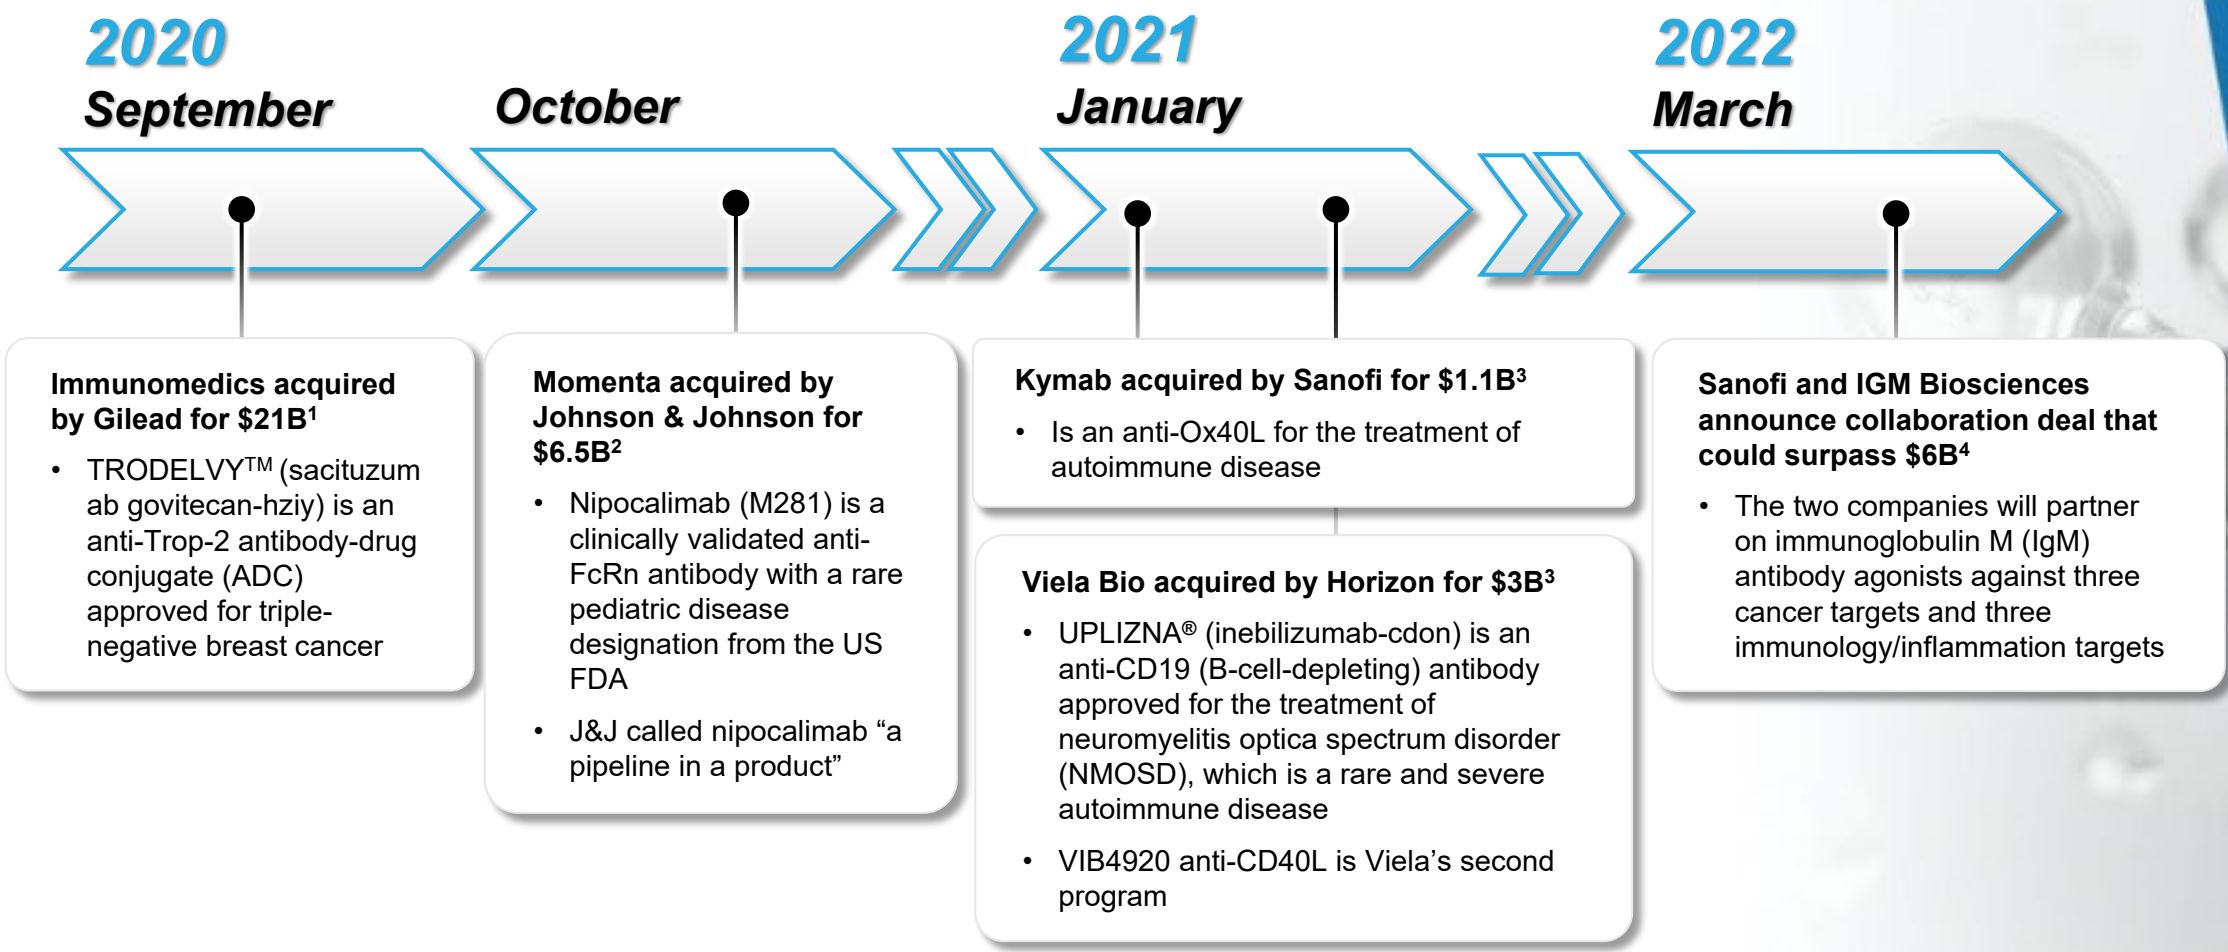 2020
September
October
2021
January
2022
March
Immunomedics acquired
by Gilead for $21B¹
• TRODELVY™ (sacituzum
ab govitecan-hziy) is an
anti-Trop-2 antibody-drug
conjugate (ADC)
approved for triple-
negative breast cancer
Momenta acquired by
Johnson & Johnson for
$6.5B²
• Nipocalimab (M281) is a
clinically validated anti-
FcRn antibody with a rare
pediatric disease
designation from the US
FDA
• J&J called nipocalimab “a
pipeline in a product”
Kymab acquired by Sanofi for $1.1B³
• Is an anti-Ox40L for the treatment of
autoimmune disease
Viela Bio acquired by Horizon for $3B³
• UPLIZNA® (inebilizumab-cdon) is an
anti-CD19 (B-cell-depleting) antibody
approved for the treatment of
neuromyelitis optica spectrum disorder
(NMOSD), which is a rare and severe
autoimmune disease
• VIB4920 anti-CD40L is Viela’s second
program
Sanofi and IGM Biosciences
announce collaboration deal that
could surpass $6B⁴
• The two companies will partner
on immunoglobulin M (IgM)
antibody agonists against three
cancer targets and three
immunology/inflammation targets